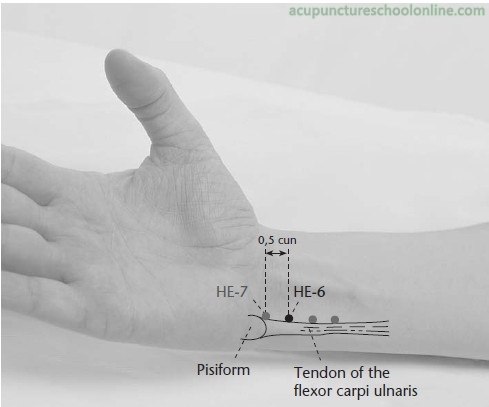 acupunctureschoolonline.com
0,5 cun
HE-7
HE-6
Pisiform
Tendon of the
flexor carpi ulnaris